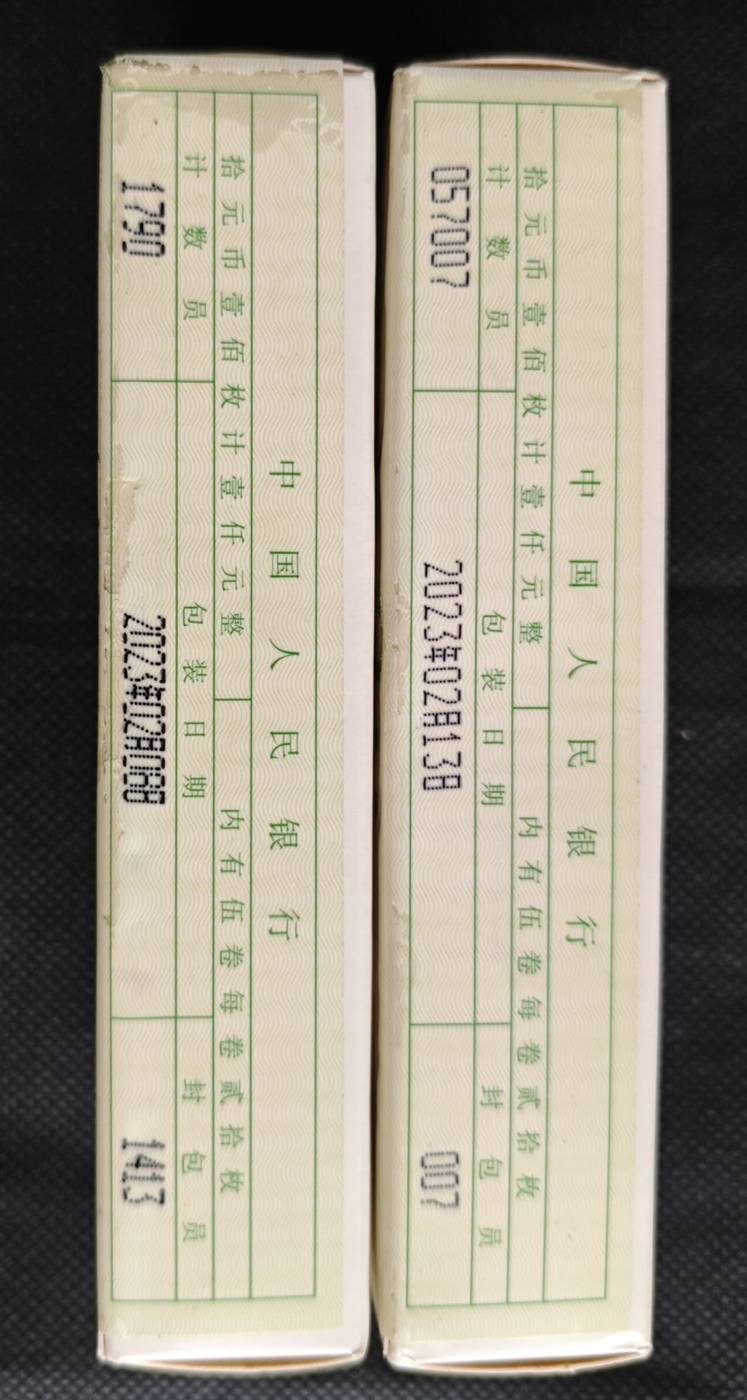 中国人民银行
拾元币壹佰枚计壹仟元整 内有伍卷每卷贰拾枚
计数员 包装日期 封包员
057007 2023年02月13日 007
中国人民银行
拾元币壹佰枚计壹仟元整 内有伍卷每卷贰拾枚
计数员 包装日期 封包员
1790 2023年02月08日 1413